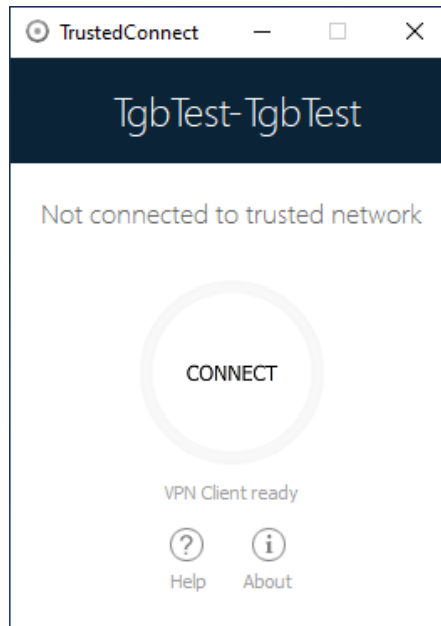 TrustedConnect
TgbTest-TgbTest
Not connected to trusted network
CONNECT
VPN Client ready
Help About